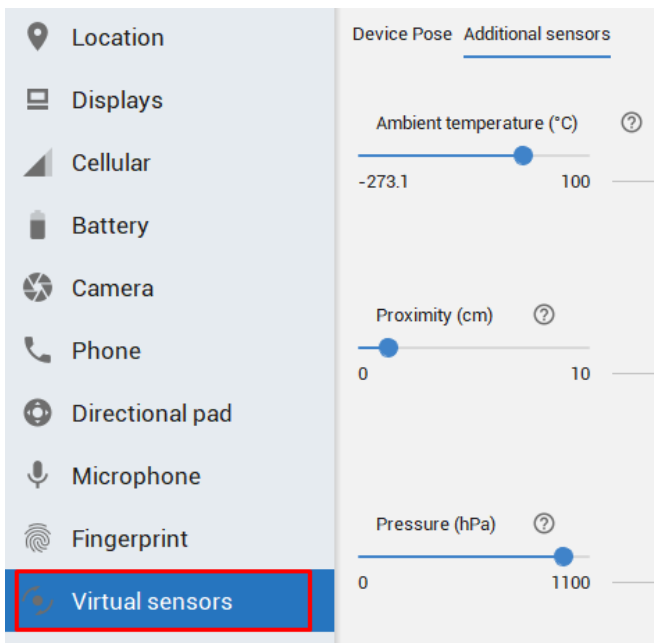 Location
Displays
Cellular
Battery
Camera
Phone
Directional pad
Microphone
Fingerprint
Virtual sensors
Device Pose Additional sensors
Ambient temperature (°C) ?
-273.1 100
Proximity (cm) ?
0 10
Pressure (hPa) ?
0 1100